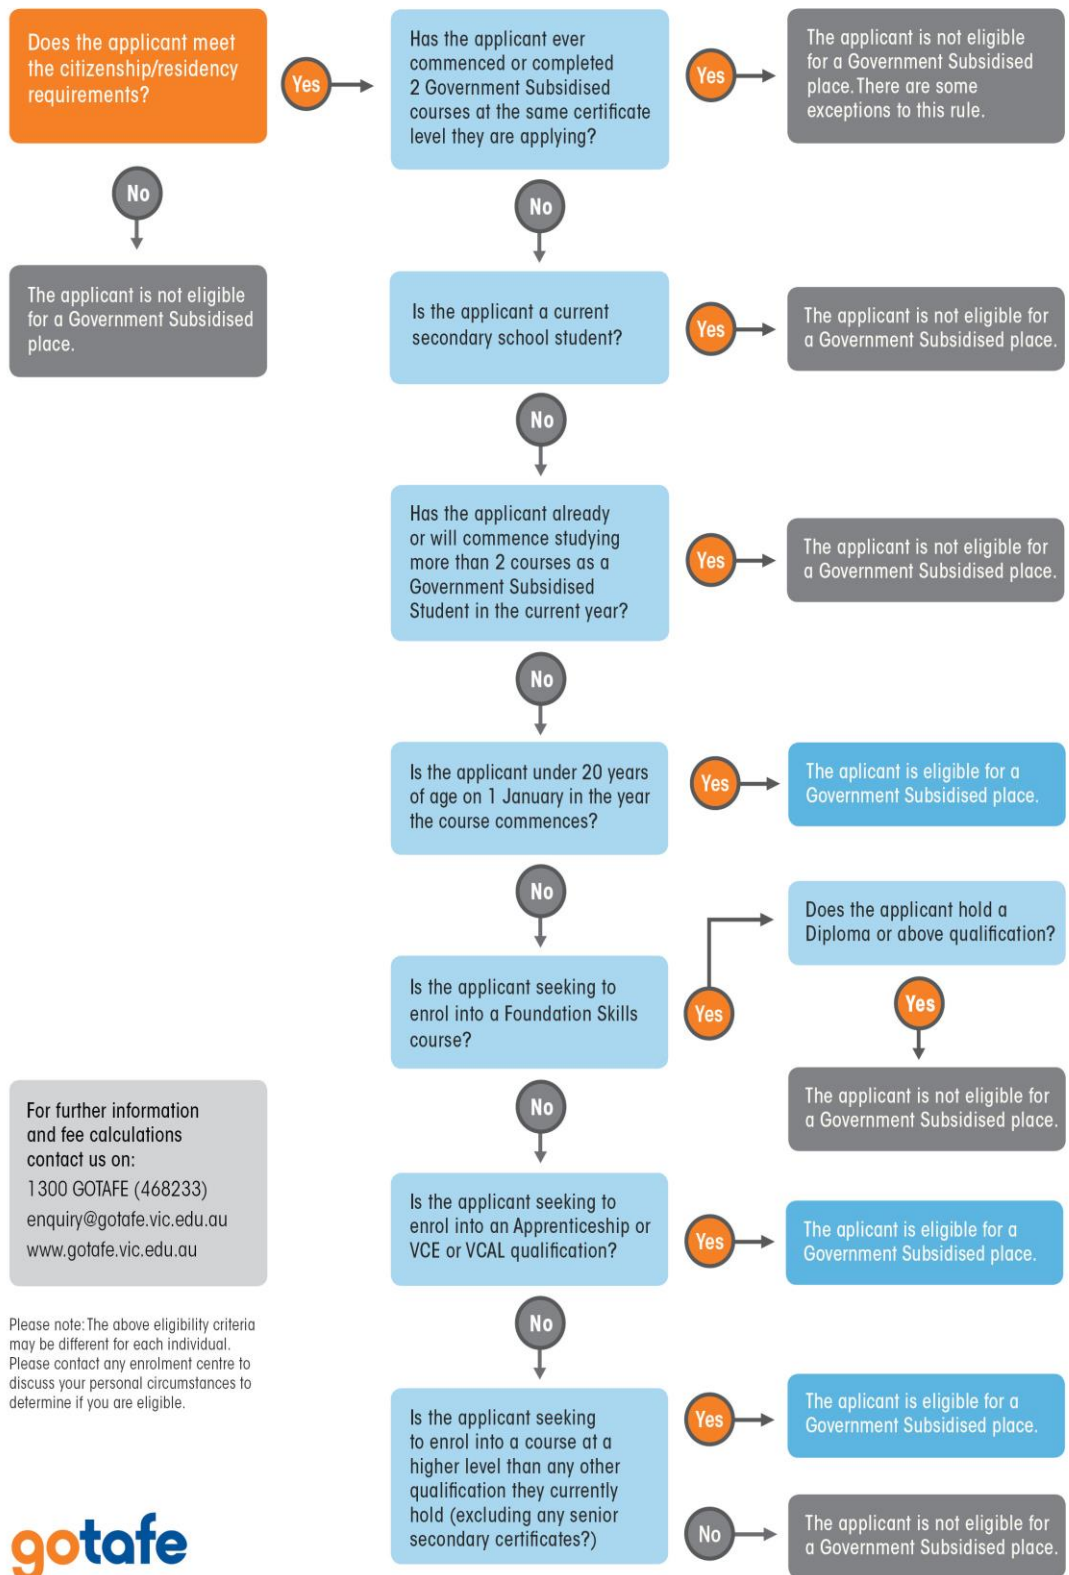 Does the applicant meet
the citizenship/residency
requirements?
Yes
Has the applicant ever
commenced or completed
2 Government Subsidised
courses at the same certificate
level they are applying?
Yes
The applicant is not eligible
for a Government Subsidised
place. There are some
exceptions to this rule.
No
The applicant is not eligible
for a Government Subsidised
place.
No
Is the applicant a current
secondary school student?
Yes
The applicant is not eligible for
a Government Subsidised place.
No
Has the applicant already
or will commence studying
more than 2 courses as a
Government Subsidised
Student in the current year?
Yes
The applicant is not eligible for
a Government Subsidised place.
No
Is the applicant under 20 years
of age on 1 January in the year
the course commences?
Yes
The aplicant is eligible for a
Government Subsidised place.
No
Is the applicant seeking to
enrol into a Foundation Skills
course?
Yes
Does the applicant hold a
Diploma or above qualification?
Yes
The applicant is not eligible for
a Government Subsidised place.
No
Is the applicant seeking to
enrol into an Apprenticeship or
VCE or VCAL qualification?
Yes
The aplicant is eligible for a
Government Subsidised place.
No
Is the applicant seeking
to enrol into a course at a
higher level than any other
qualification they currently
hold (excluding any senior
secondary certificates?)
Yes
The aplicant is eligible for a
Government Subsidised place.
No
The applicant is not eligible for
a Government Subsidised place.
For further information
and fee calculations
contact us on:
1300 GOTAFE (468233)
enquiry@gotafe.vic.edu.au
www.gotafe.vic.edu.au
Please note: The above eligibility criteria
may be different for each individual.
Please contact any enrolment centre to
discuss your personal circumstances to
determine if you are eligible.
gotafe